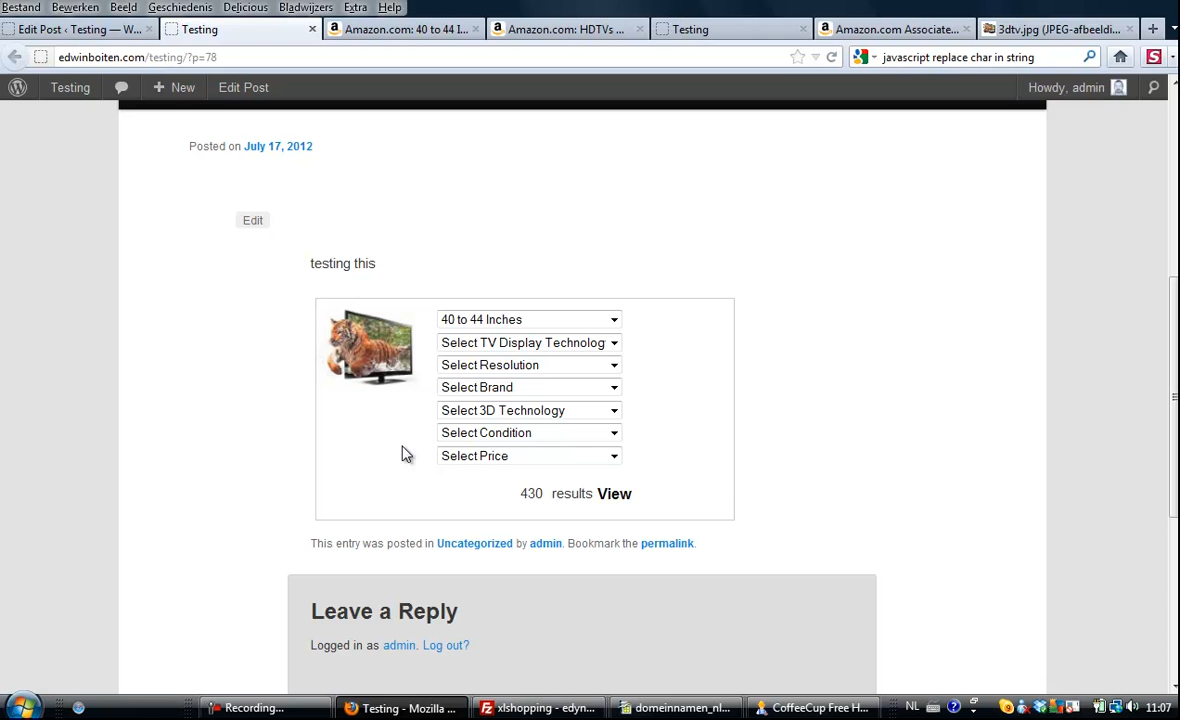 Bestand Bewerken Beeld Geschiedenis Delicious Bladwijzers Extra Help
Edit Post ‹ Testing — W...
Testing
Amazon.com: 40 to 44 I...
Amazon.com: HDTVs ...
Testing
Amazon.com Associate...
3dtv.jpg (JPEG-afbeeldi...
edwinboiten.com/testing/?p=78
javascript replace char in string
Testing
+ New
Edit Post
Howdy, admin
Posted on July 17, 2012
Edit
testing this
40 to 44 Inches
Select TV Display Technolog
Select Resolution
Select Brand
Select 3D Technology
Select Condition
Select Price
430 results View
This entry was posted in Uncategorized by admin. Bookmark the permalink.
Leave a Reply
Logged in as admin. Log out?
Recording...
Testing - Mozilla ...
xlshopping - edyn...
domeinnamen_nl...
CoffeeCup Free H...
NL
11:07